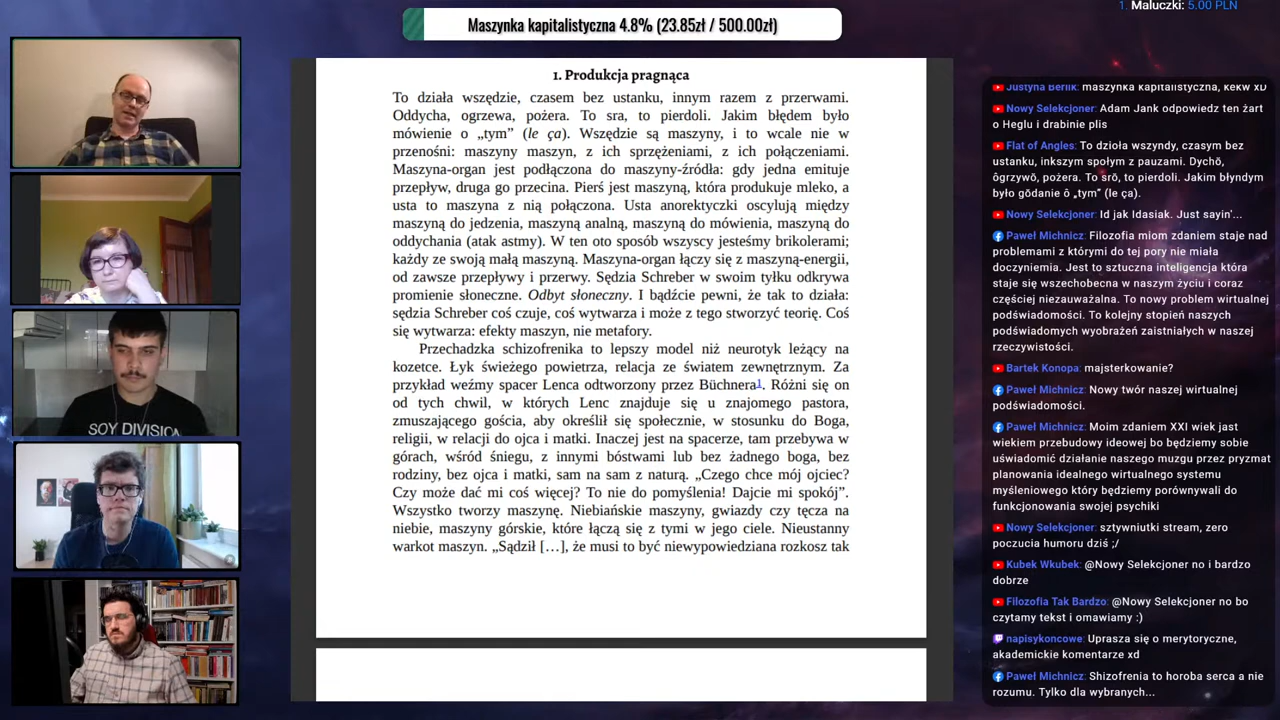 Maszynka kapitalistyczna 4.8% (23.85zł / 500.00zł)
1. Maluczki: 5.00 PLN
1. Produkcja pragnąca
To działa wszędzie, czasem bez ustanku, innym razem z przerwami.
Oddycha, ogrzewa, pożera. To sra, to pierdoli. Jakim błędem było
mówienie o „tym” (le ça). Wszędzie są maszyny, i to wcale nie w
przenośni: maszyny maszyn, z ich sprzężeniami, z ich połączeniami.
Maszyna-organ jest podłączona do maszyny-źródła: gdy jedna emituje
przepływ, druga go przecina. Pierś jest maszyną, która produkuje mleko, a
usta to maszyna z nią połączona. Usta anorektyczki oscylują między
maszyną do jedzenia, maszyną analną, maszyną do mówienia, maszyną do
oddychania (atak astmy). W ten oto sposób wszyscy jesteśmy brikolerami;
każdy ze swoją małą maszyną. Maszyna-organ łączy się z maszyną-energii,
od zawsze przepływy i przerwy. Sędzia Schreber w swoim tyłku odkrywa
promienie słoneczne. Odbyt słoneczny. I bądźcie pewni, że tak to działa:
sędzia Schreber coś czuje, coś wytwarza i może z tego stworzyć teorię. Coś
się wytwarza: efekty maszyn, nie metafory.
Przechadzka schizofrenika to lepszy model niż neurotyk leżący na
kozetce. Łyk świeżego powietrza, relacja ze światem zewnętrznym. Za
przykład weźmy spacer Lenca odtworzony przez Büchnera1. Różni się on
od tych chwil, w których Lenc znajduje się u znajomego pastora,
zmuszającego gościa, aby określił się społecznie, w stosunku do Boga,
religii, w relacji do ojca i matki. Inaczej jest na spacerze, tam przebywa w
górach, wśród śniegu, z innymi bóstwami lub bez żadnego boga, bez
rodziny, bez ojca i matki, sam na sam z naturą. „Czego chce mój ojciec?
Czy może dać mi coś więcej? To nie do pomyślenia! Dajcie mi spokój”.
Wszystko tworzy maszynę. Niebiańskie maszyny, gwiazdy czy tęcza na
niebie, maszyny górskie, które łączą się z tymi w jego ciele. Nieustanny
warkot maszyn. „Sądził […], że musi to być niewypowiedziana rozkosz tak
SOY DIVISION
Justyna Berlik: maszynka kapitalistyczna, kekw xD
Nowy Selekcjoner: Adam Jank odpowiedz ten żart
o Heglu i drabinie plis
Flat of Angles: To dzioła wszyndy, czasym bez
ustanku, inkszym społym z pauzami. Dychŏ,
ôgrzywŏ, pożera. To srŏ, to pierdoli. Jakim błyndym
było gŏdanie ô „tym” (le ça).
Nowy Selekcjoner: Id jak Idasiak. Just sayin'...
Paweł Michnicz: Filozofia miom zdaniem staje nad
problemami z którymi do tej pory nie miała
doczyniemia. Jest to sztuczna inteligencja która
staje się wszechobecna w naszym życiu i coraz
częściej niezauważalna. To nowy problem wirtualnej
podświadomości. To kolejny stopień naszych
podświadomych wyobrażeń zaistniałych w naszej
rzeczywistości.
Bartek Konopa: majsterkowanie?
Paweł Michnicz: Nowy twór naszej wirtualnej
podświadomości.
Paweł Michnicz: Moim zdaniem XXI wiek jast
wiekiem przebudowy ideowej bo będziemy sobie
uświadomić działanie naszego muzgu przez pryzmat
planowania idealnego wirtualnego systemu
myśleniowego który będziemy porównywali do
funkcjonowania swojej psychiki
Nowy Selekcjoner: sztywniutki stream, zero
poczucia humoru dziś ;/
Kubek Wkubek: @Nowy Selekcjoner no i bardzo
dobrze
Filozofia Tak Bardzo: @Nowy Selekcjoner no bo
czytamy tekst i omawiamy :)
napisykoncowe: Uprasza się o merytoryczne,
akademickie komentarze xd
Paweł Michnicz: Shizofrenia to horoba serca a nie
rozumu. Tylko dla wybranych...